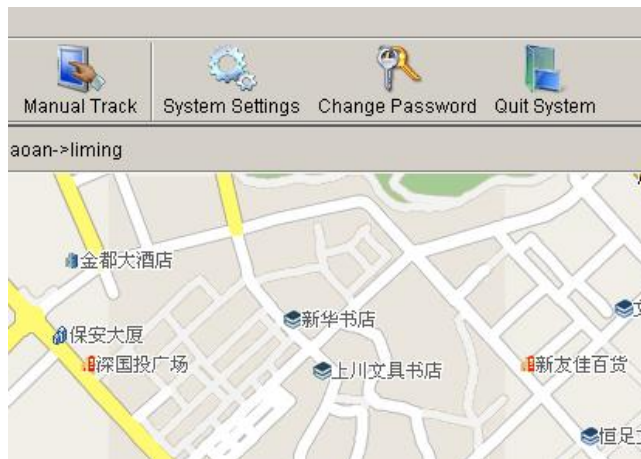 Manual Track
System Settings
Change Password
Quit System
aoan->liming
金都大酒店
新华书店
保安大厦
深国投广场
上川文具书店
新友佳百货
恒足